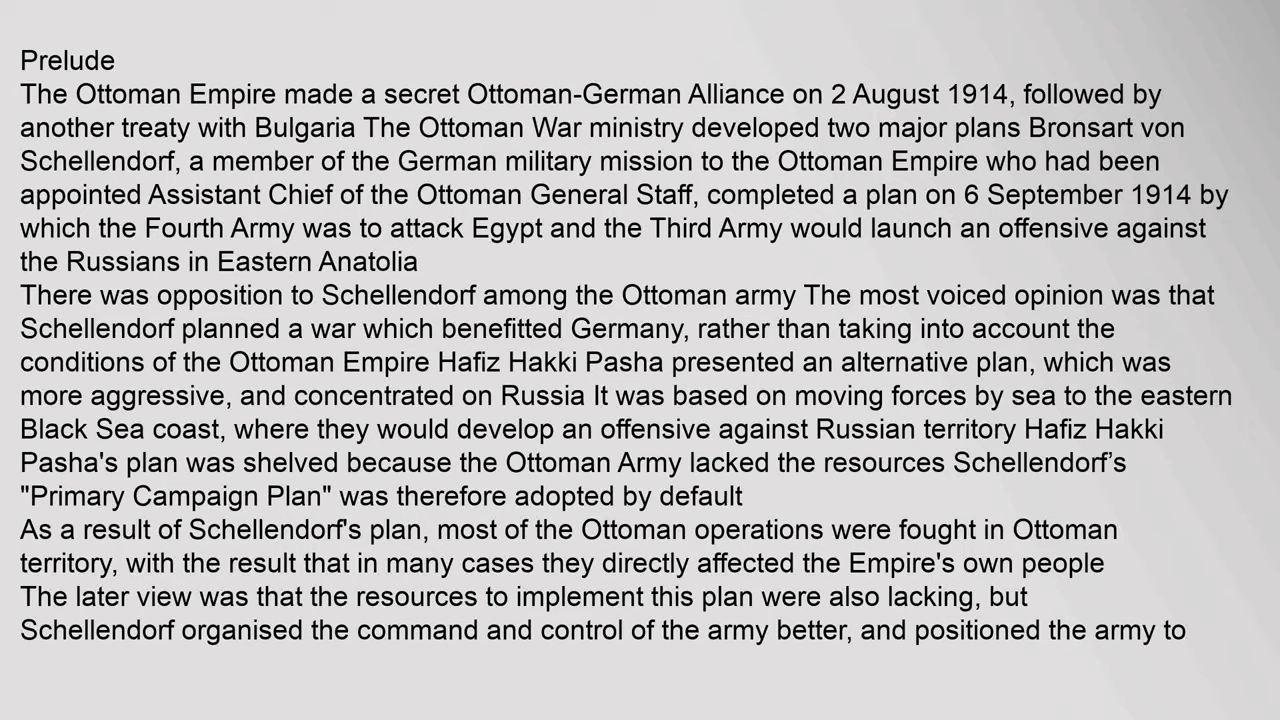 Prelude
The Ottoman Empire made a secret Ottoman-German Alliance on 2 August 1914, followed by
another treaty with Bulgaria The Ottoman War ministry developed two major plans Bronsart von
Schellendorf, a member of the German military mission to the Ottoman Empire who had been
appointed Assistant Chief of the Ottoman General Staff, completed a plan on 6 September 1914 by
which the Fourth Army was to attack Egypt and the Third Army would launch an offensive against
the Russians in Eastern Anatolia
There was opposition to Schellendorf among the Ottoman army The most voiced opinion was that
Schellendorf planned a war which benefitted Germany, rather than taking into account the
conditions of the Ottoman Empire Hafiz Hakki Pasha presented an alternative plan, which was
more aggressive, and concentrated on Russia It was based on moving forces by sea to the eastern
Black Sea coast, where they would develop an offensive against Russian territory Hafiz Hakki
Pasha's plan was shelved because the Ottoman Army lacked the resources Schellendorf’s
"Primary Campaign Plan" was therefore adopted by default
As a result of Schellendorf's plan, most of the Ottoman operations were fought in Ottoman
territory, with the result that in many cases they directly affected the Empire's own people
The later view was that the resources to implement this plan were also lacking, but
Schellendorf organised the command and control of the army better, and positioned the army to